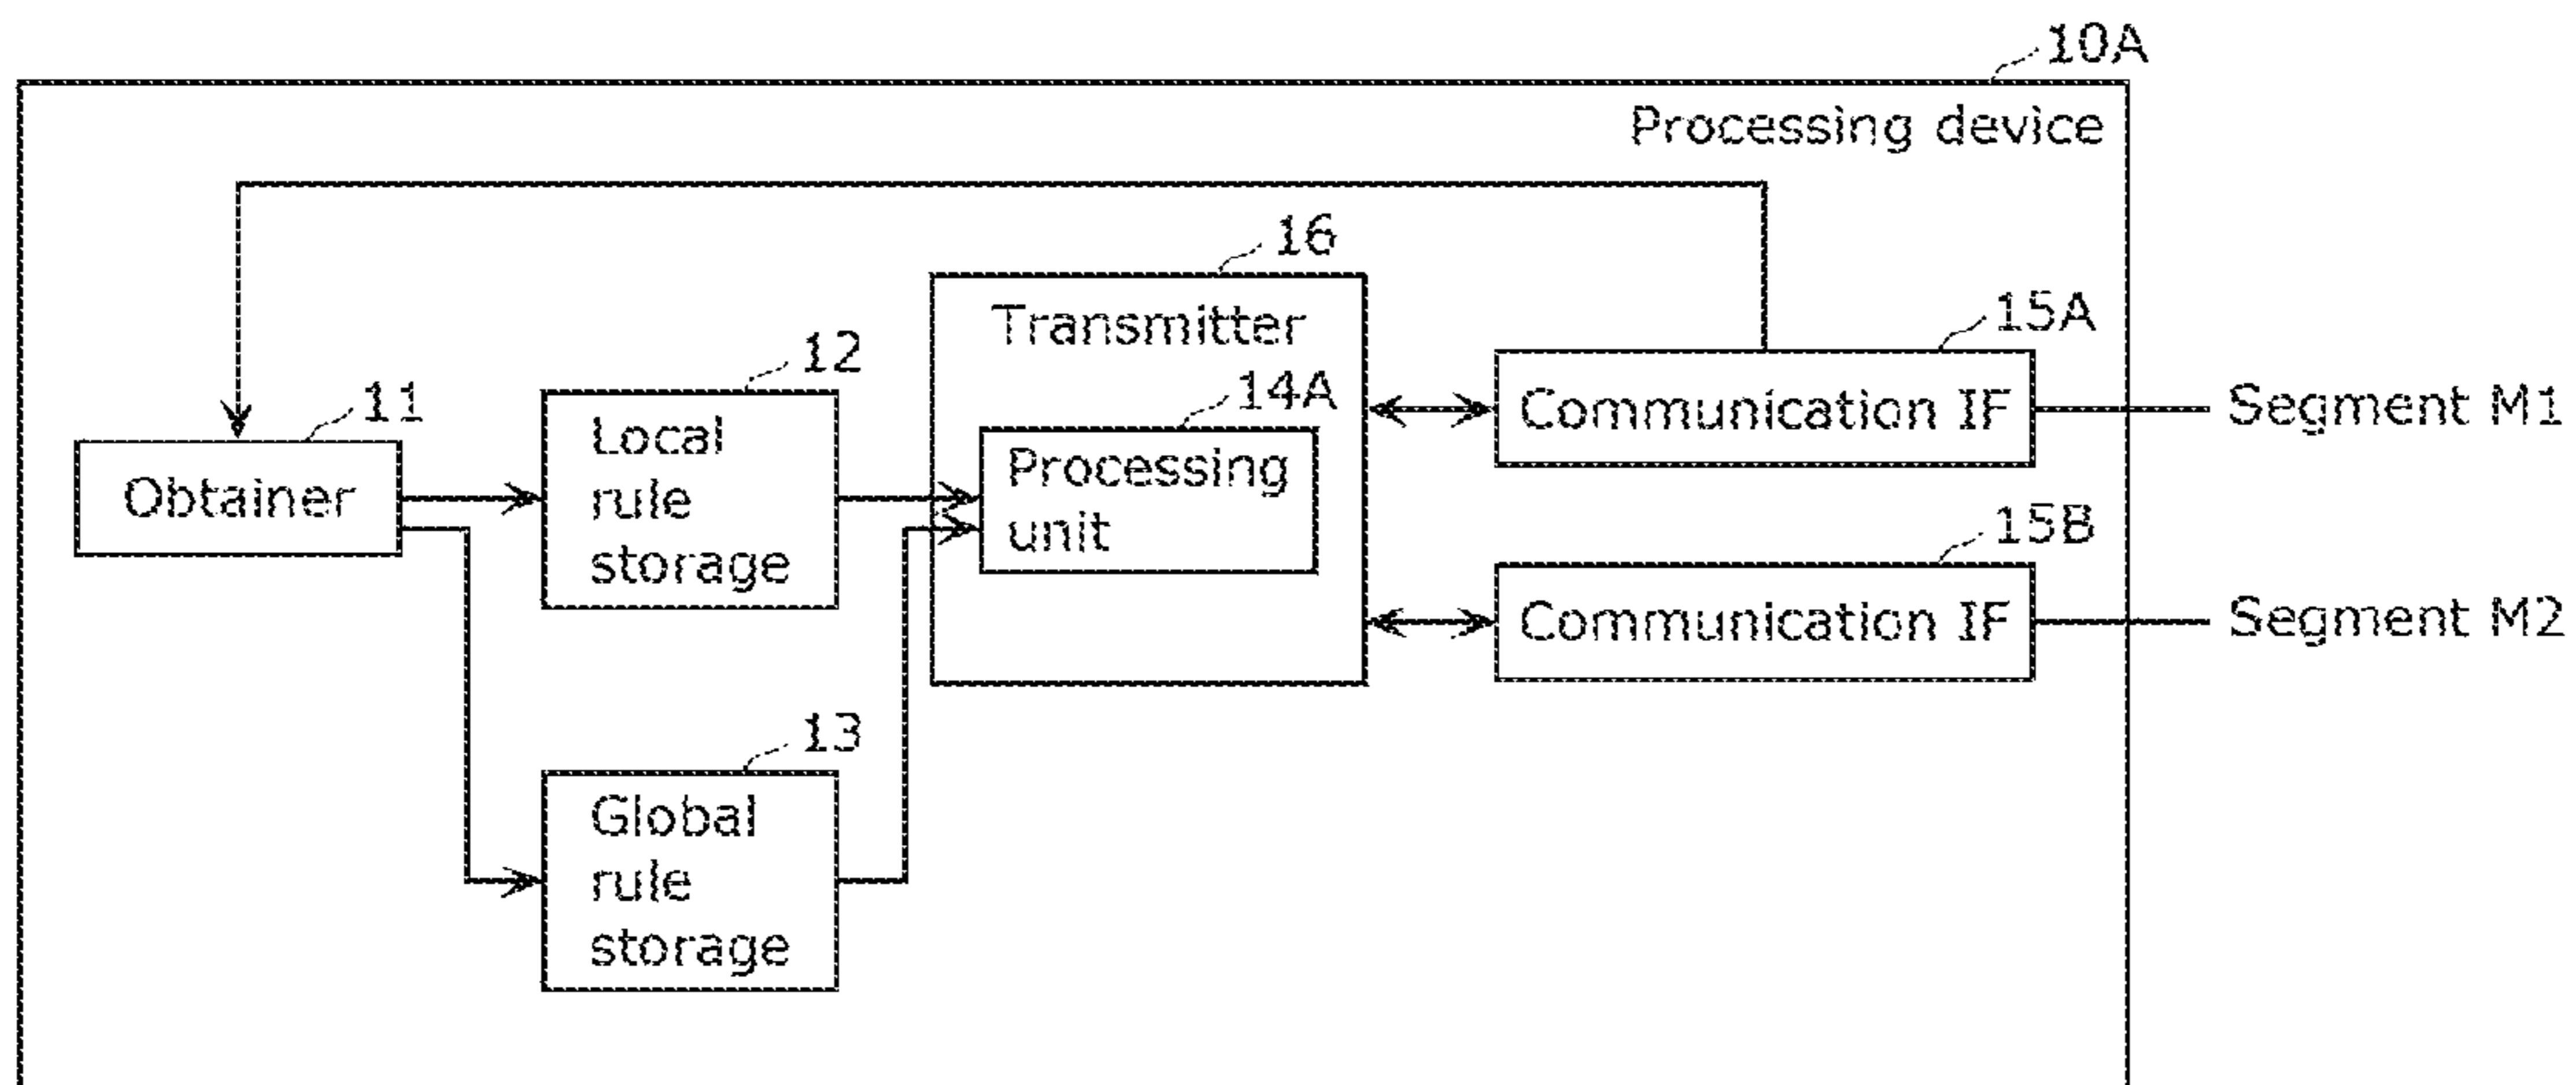 10A
Processing device
16
Transmitter
15A
12
14A
Communication IF
Segment M1
11
Local
rule
storage
Processing
unit
Obtainer
15B
Communication IF
Segment M2
13
Global
rule
storage